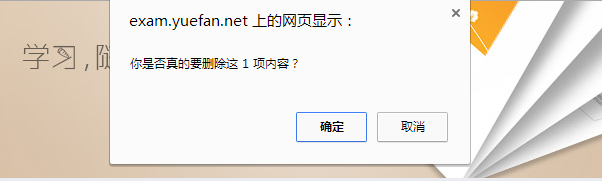 exam.yuefan.net 上的网页显示：
学习，随
你是否真的要删除这 1 项内容？
确定 取消